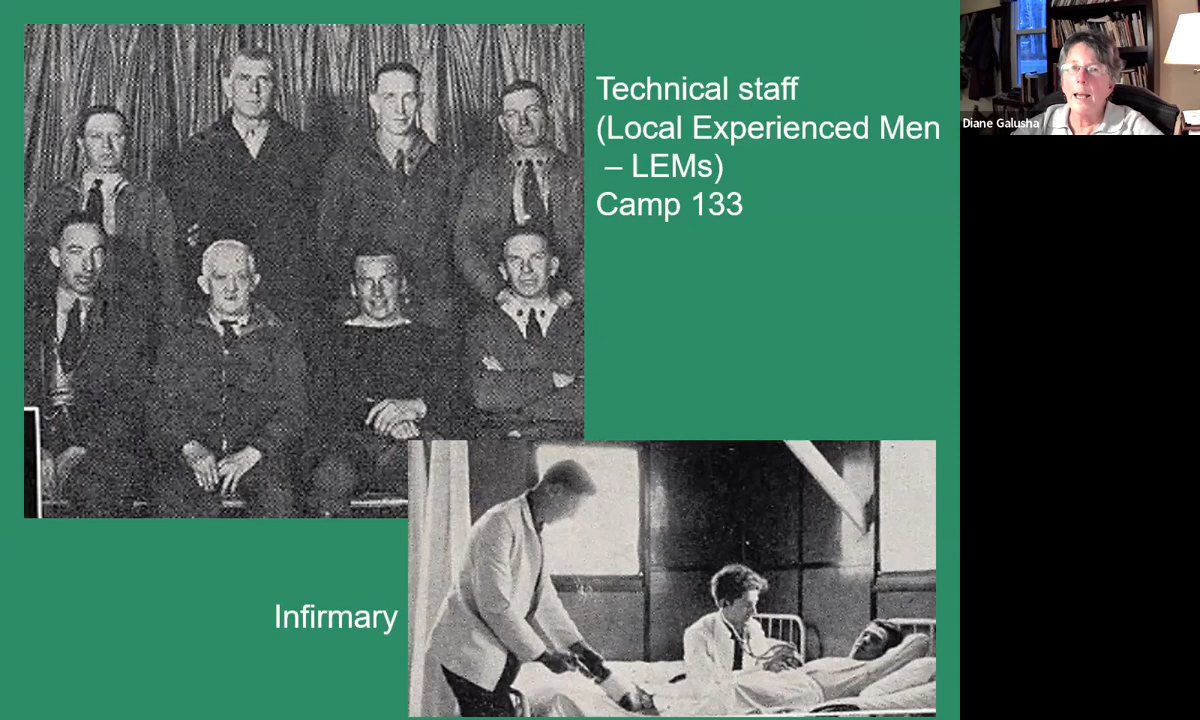 Technical staff
(Local Experienced Men
– LEMs)
Camp 133
Diane Galusha
Infirmary